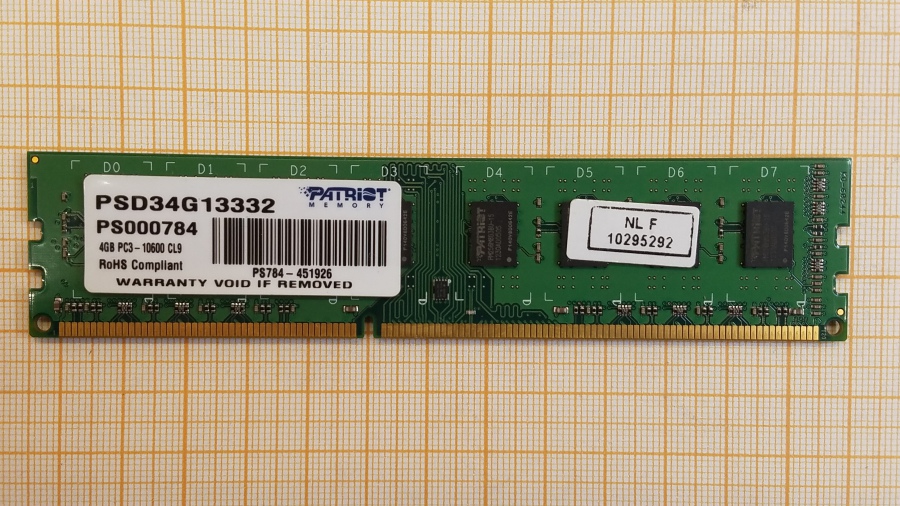 D0 D1 D2 D3 D4 D5 D6 D7
PATRIOT
MEMORY
PSD34G13332
PS000784
4GB PC3-10600 CL9
RoHS Compliant
PS784-451926
WARRANTY VOID IF REMOVED
PATRIOT
NL F
10295292